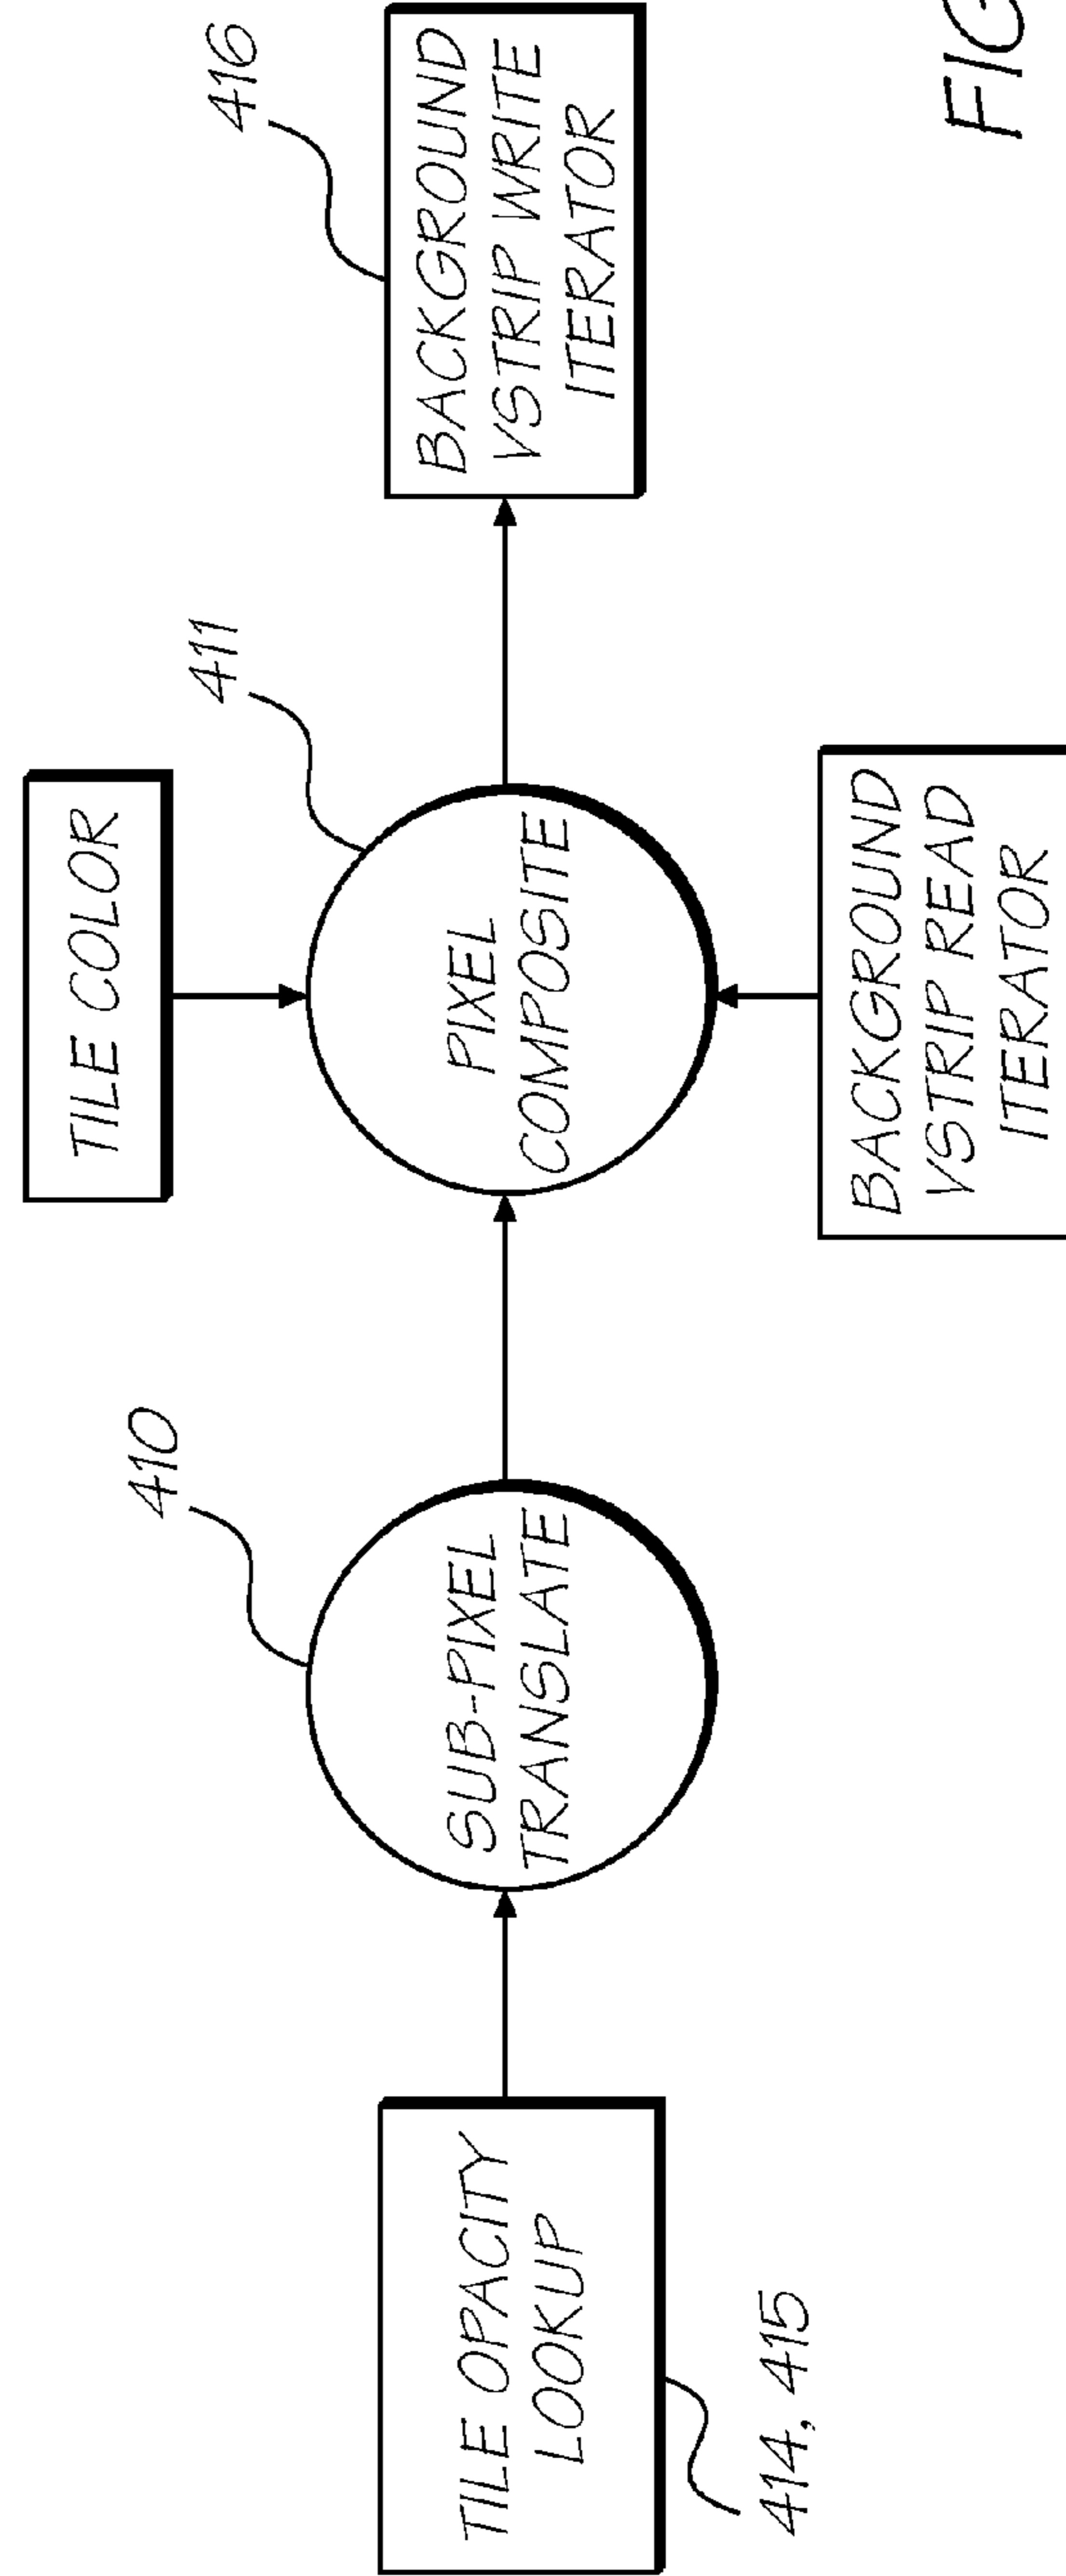 TILE COLOR
411
416
410
TILE OPACITY
LOOKUP
SUB-PIXEL
TRANSLATE
PIXEL
COMPOSITE
BACKGROUND
VSTRIP WRITE
ITERATOR
414, 415
BACKGROUND
VSTRIP READ
ITERATOR
FIG